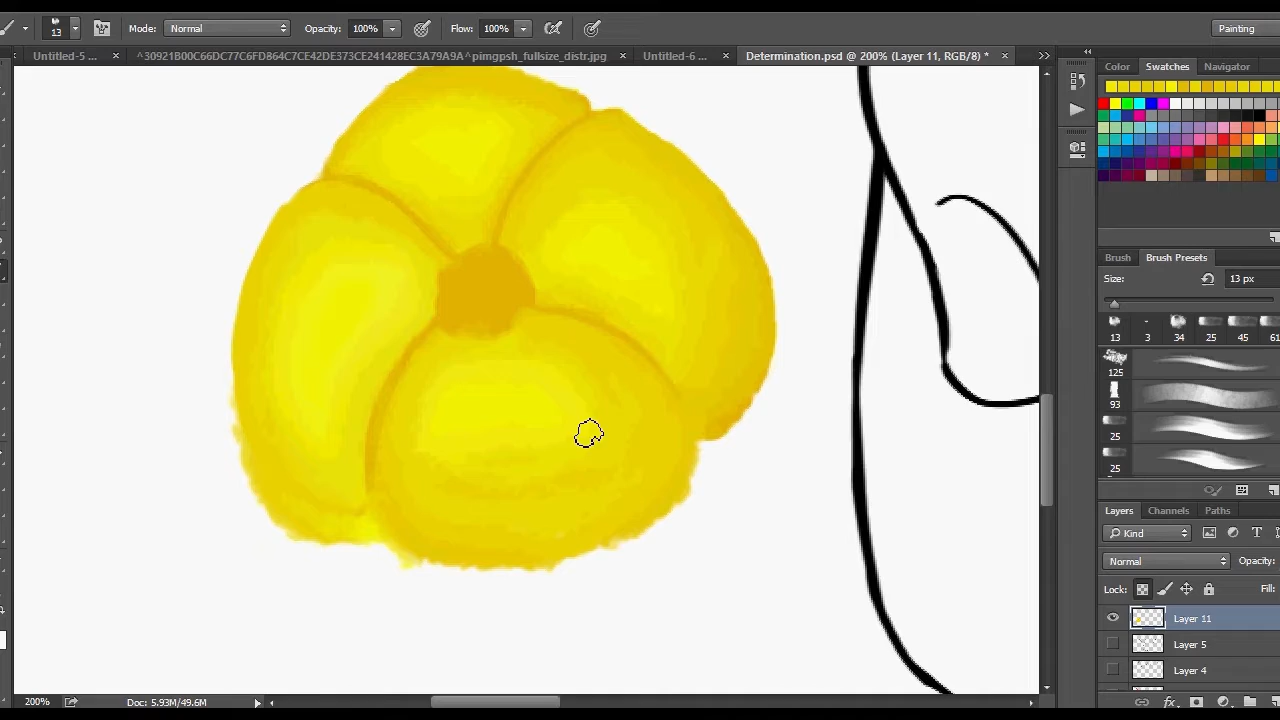 13 Mode: Normal Opacity: 100% Flow: 100% Painting
Untitled-5 ... × ^30921B00C66DC77C6FD864C7CE42DE373CE241428EC3A79A9A^pimgpsh_fullsize_distr.jpg × Untitled-6 ... × Determination.psd @ 200% (Layer 11, RGB/8) * ×
Color Swatches Navigator
Brush Brush Presets
Size: 13 px
13 3 34 25 45 61
125
93
25
25
Layers Channels Paths
Kind
Normal Opacity:
Lock: Fill:
Layer 11
Layer 5
Layer 4
200% Doc: 5.93M/49.6M